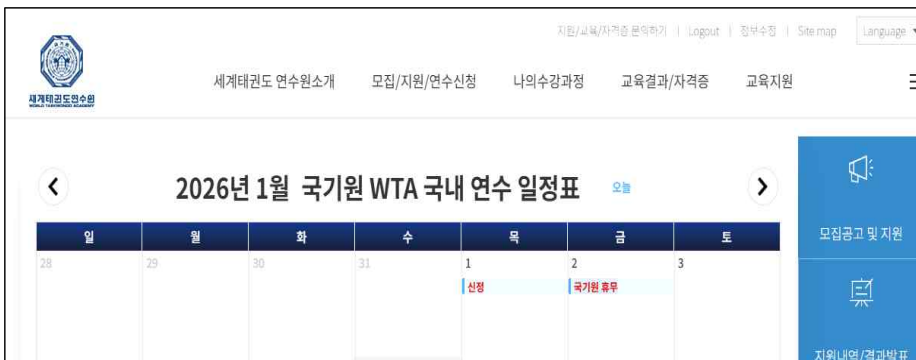 지원/교육/자격증 문의하기 | Logout | 정보수정 | Site map Language
세계태권도연수원
WORLD TAEKWONDO ACADEMY
세계태권도 연수원소개 모집/지원/연수신청 나의수강과정 교육결과/자격증 교육지원
2026년 1월 국기원 WTA 국내 연수 일정표 오늘
모집공고 및 지원
일 월 화 수 목 금 토
28 29 30 31 1 2 3
신정 국기원 휴무
지원내역/결과발표